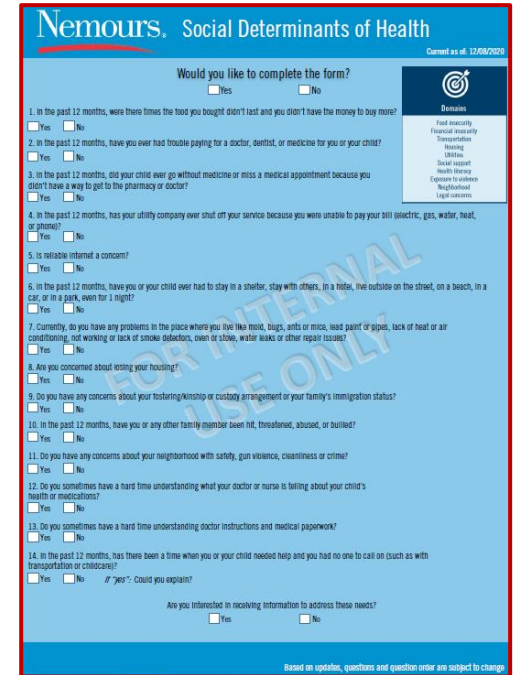 Nemours. Social Determinants of Health
Current as of: 12/08/2020
Would you like to complete the form?
Yes No
Domains
Food insecurity
Financial insecurity
Transportation
Housing
Utilities
Social support
Health literacy
Exposure to violence
Neighborhood
Legal concerns
1. In the past 12 months, were there times the food you bought didn't last and you didn't have the money to buy more?
Yes No
2. In the past 12 months, have you ever had trouble paying for a doctor, dentist, or medicine for you or your child?
Yes No
3. In the past 12 months, did your child ever go without medicine or miss a medical appointment because you
didn't have a way to get to the pharmacy or doctor?
Yes No
4. In the past 12 months, has your utility company ever shut off your service because you were unable to pay your bill (electric, gas, water, heat,
or phone)?
Yes No
5. Is reliable internet a concern?
Yes No
6. In the past 12 months, have you or your child ever had to stay in a shelter, stay with others, in a hotel, live outside on the street, on a beach, in a
car, or in a park, even for 1 night?
Yes No
7. Currently, do you have any problems in the place where you live like mold, bugs, ants or mice, lead paint or pipes, lack of heat or air
conditioning, not working or lack of smoke detectors, oven or stove, water leaks or other repair issues?
Yes No
8. Are you concerned about losing your housing?
Yes No
9. Do you have any concerns about your fostering/kinship or custody arrangement or your family's immigration status?
Yes No
10. In the past 12 months, have you or any other family member been hit, threatened, abused, or bullied?
Yes No
11. Do you have any concerns about your neighborhood with safety, gun violence, cleanliness or crime?
Yes No
12. Do you sometimes have a hard time understanding what your doctor or nurse is telling about your child's
health or medications?
Yes No
13. Do you sometimes have a hard time understanding doctor instructions and medical paperwork?
Yes No
14. In the past 12 months, has there been a time when you or your child needed help and you had no one to call on (such as with
transportation or childcare)?
Yes No If "yes": Could you explain?
Are you interested in receiving information to address these needs?
Yes No
FOR INTERNAL
USE ONLY
Based on updates, questions and question order are subject to change